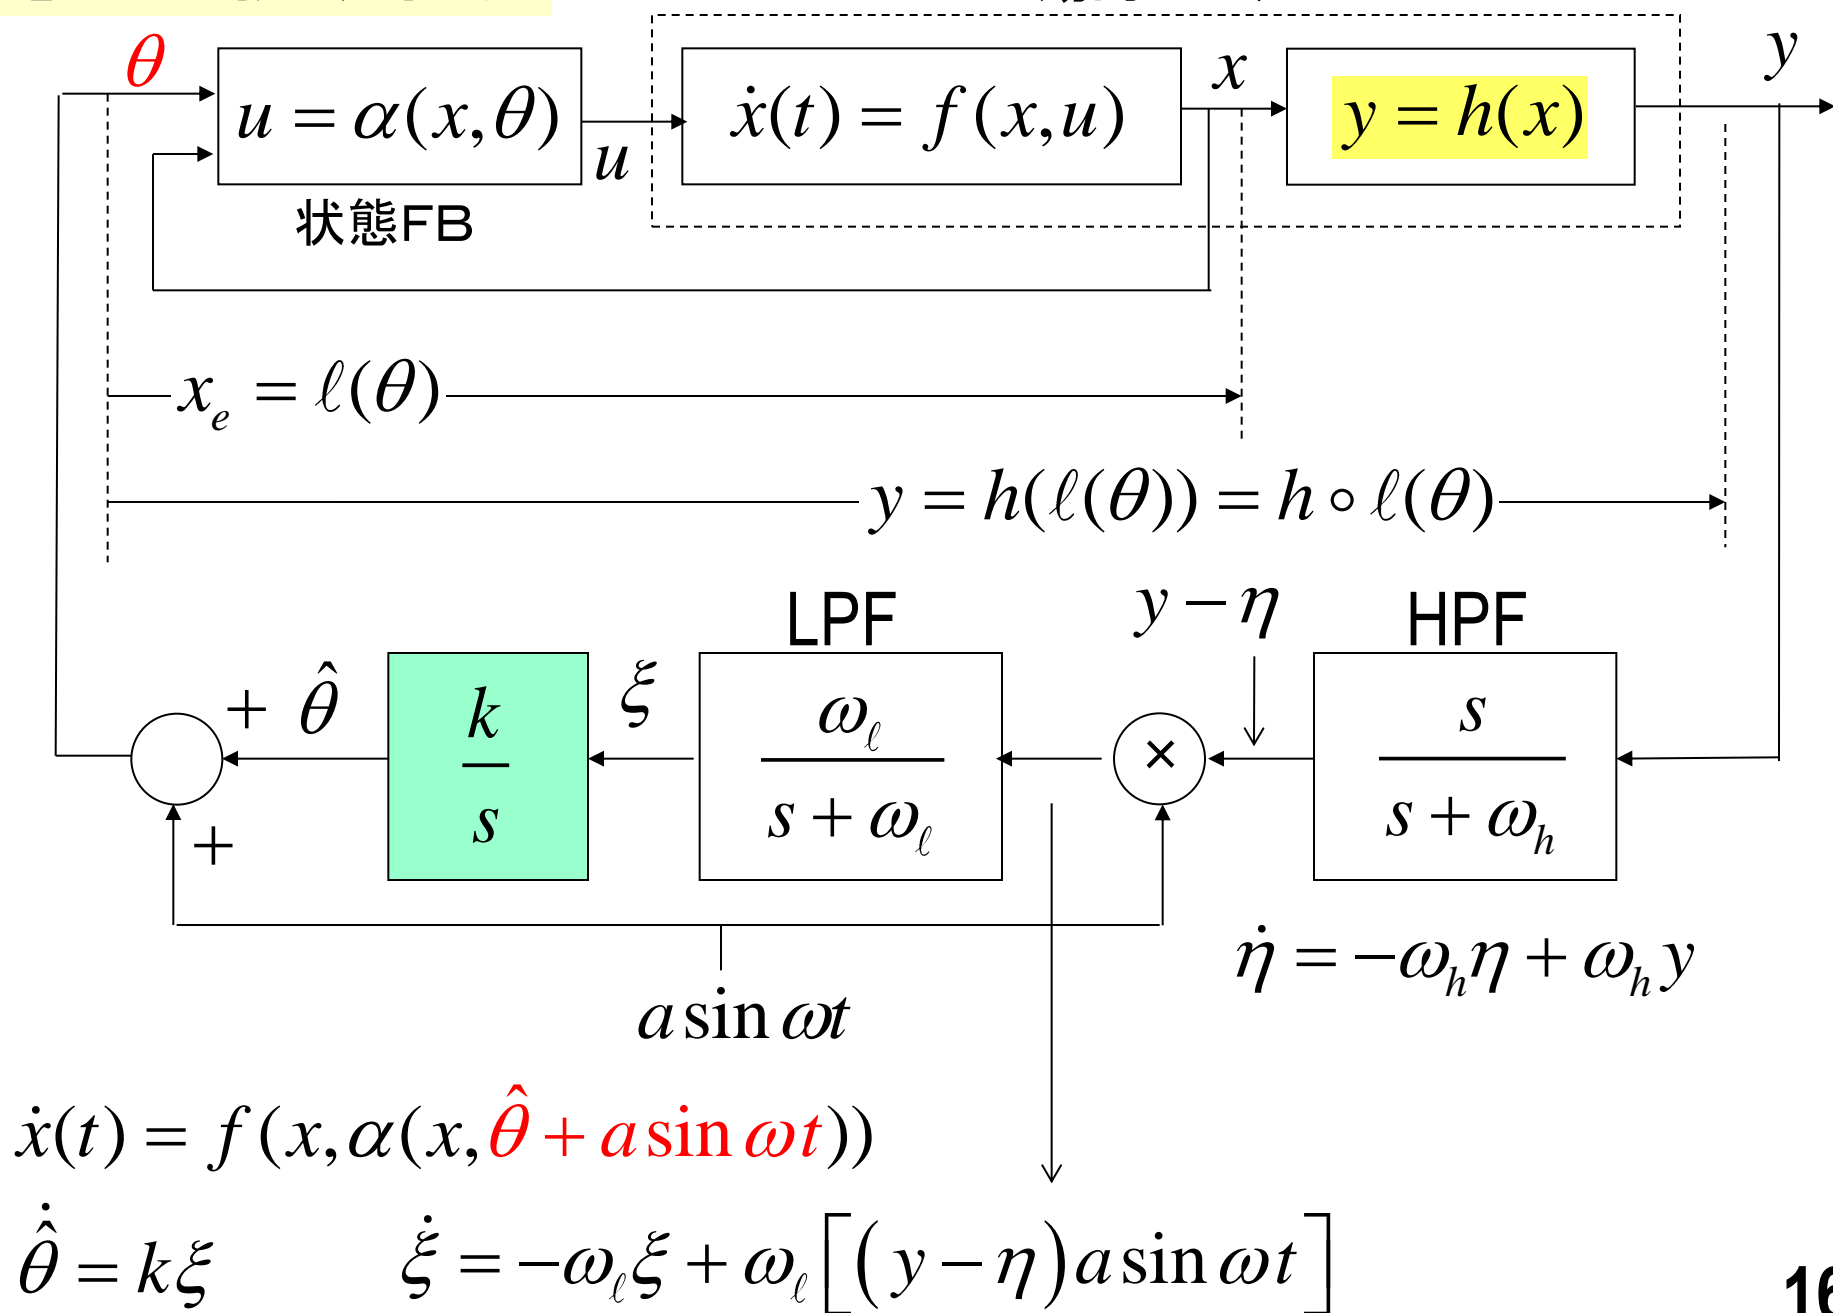 θ
u = α(x,θ)
状態FB
u
ẋ(t) = f(x,u)
x
y = h(x)
y
x_e = ℓ(θ)
y = h(ℓ(θ)) = h∘ℓ(θ)
+ θ̂
k/s
ξ
LPF
ω_ℓ/(s + ω_ℓ)
×
y − η
HPF
s/(s + ω_h)
+
a sin ωt
η̇ = −ω_h η + ω_h y
ẋ(t) = f(x,α(x,θ̂ + a sin ωt))
θ̂̇ = kξ
ξ̇ = −ω_ℓ ξ + ω_ℓ [(y − η)a sin ωt]
16